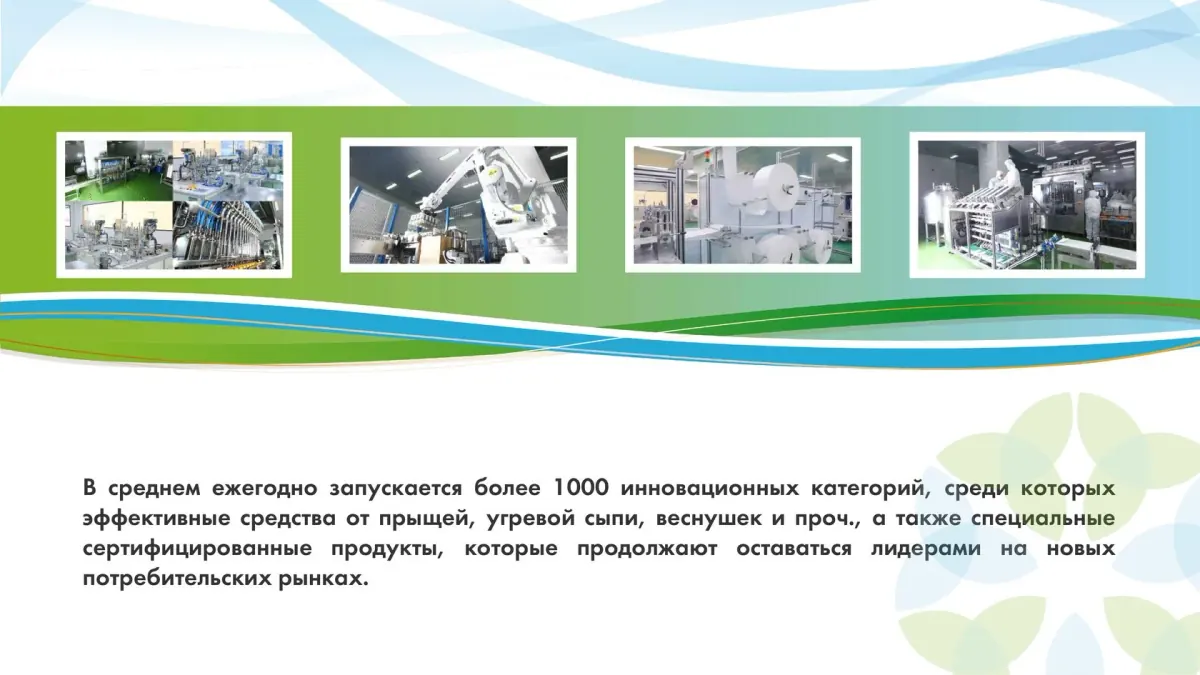 В среднем ежегодно запускается более 1000 инновационных категорий, среди которых
эффективные средства от прыщей, угревой сыпи, веснушек и проч., а также специальные
сертифицированные продукты, которые продолжают оставаться лидерами на новых
потребительских рынках.